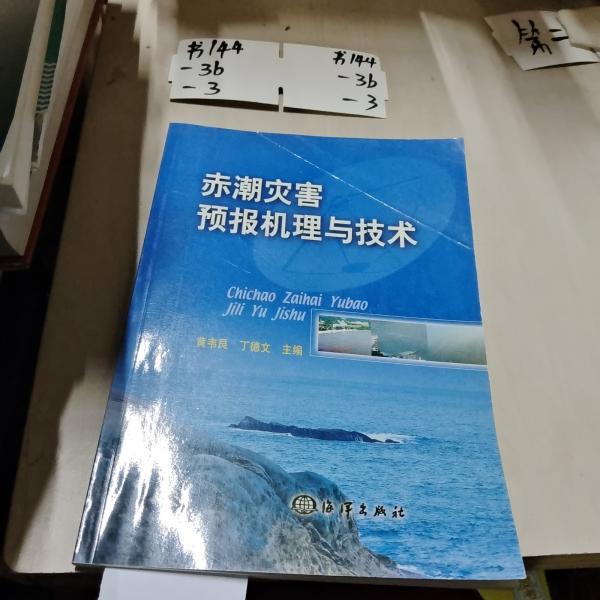 书144
-3b
-3
书144
-3b
-3
第二
赤潮灾害
预报机理与技术
Chichao Zaihai Yubao
Jili Yu Jishu
黄韦艮 丁德文 主编
海洋出版社